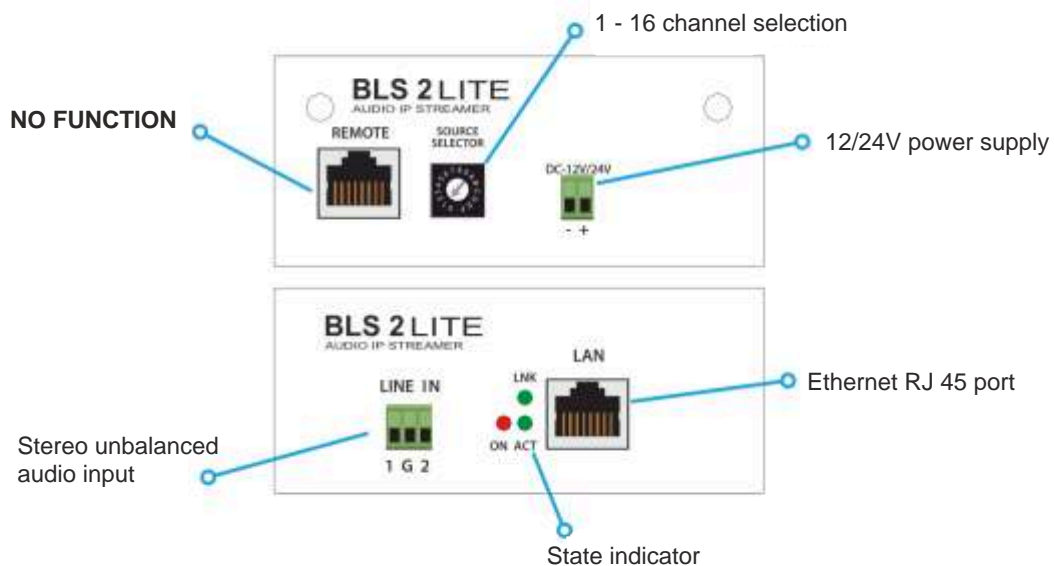 1 - 16 channel selection
BLS 2 LITE
AUDIO IP STREAMER
NO FUNCTION
REMOTE
SOURCE
SELECTOR
12/24V power supply
DC-12V/24V
- +
BLS 2 LITE
AUDIO IP STREAMER
LAN
LINE IN
LNK
Ethernet RJ 45 port
ON ACT
Stereo unbalanced
audio input
1 G 2
State indicator